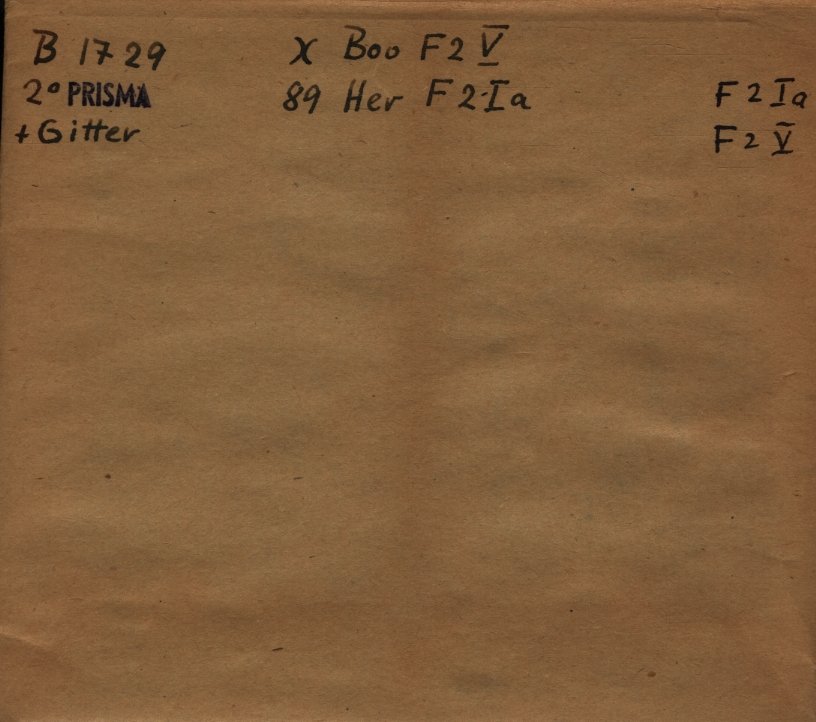 B 1729 χ Boo F2 V
2° PRISMA 89 Her F2 Ia F2 Ia
+ Gitter F2 V